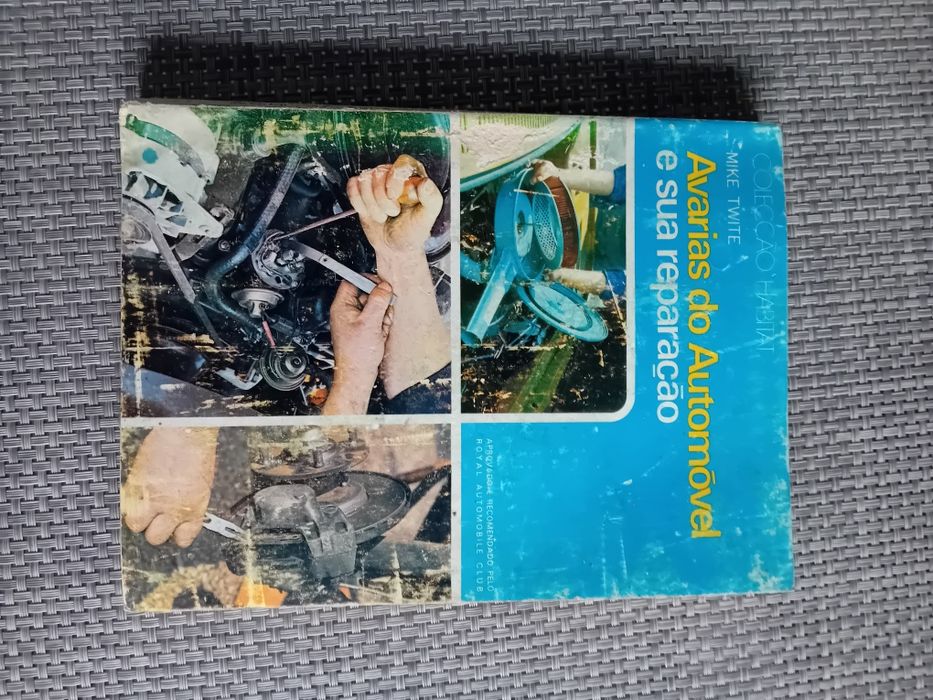 COLECÇÃO HABITAT
MIKE TWITE
Avarias do Automóvel
e sua reparação
APROVADO E RECOMENDADO PELO
ROYAL AUTOMOBILE CLUB